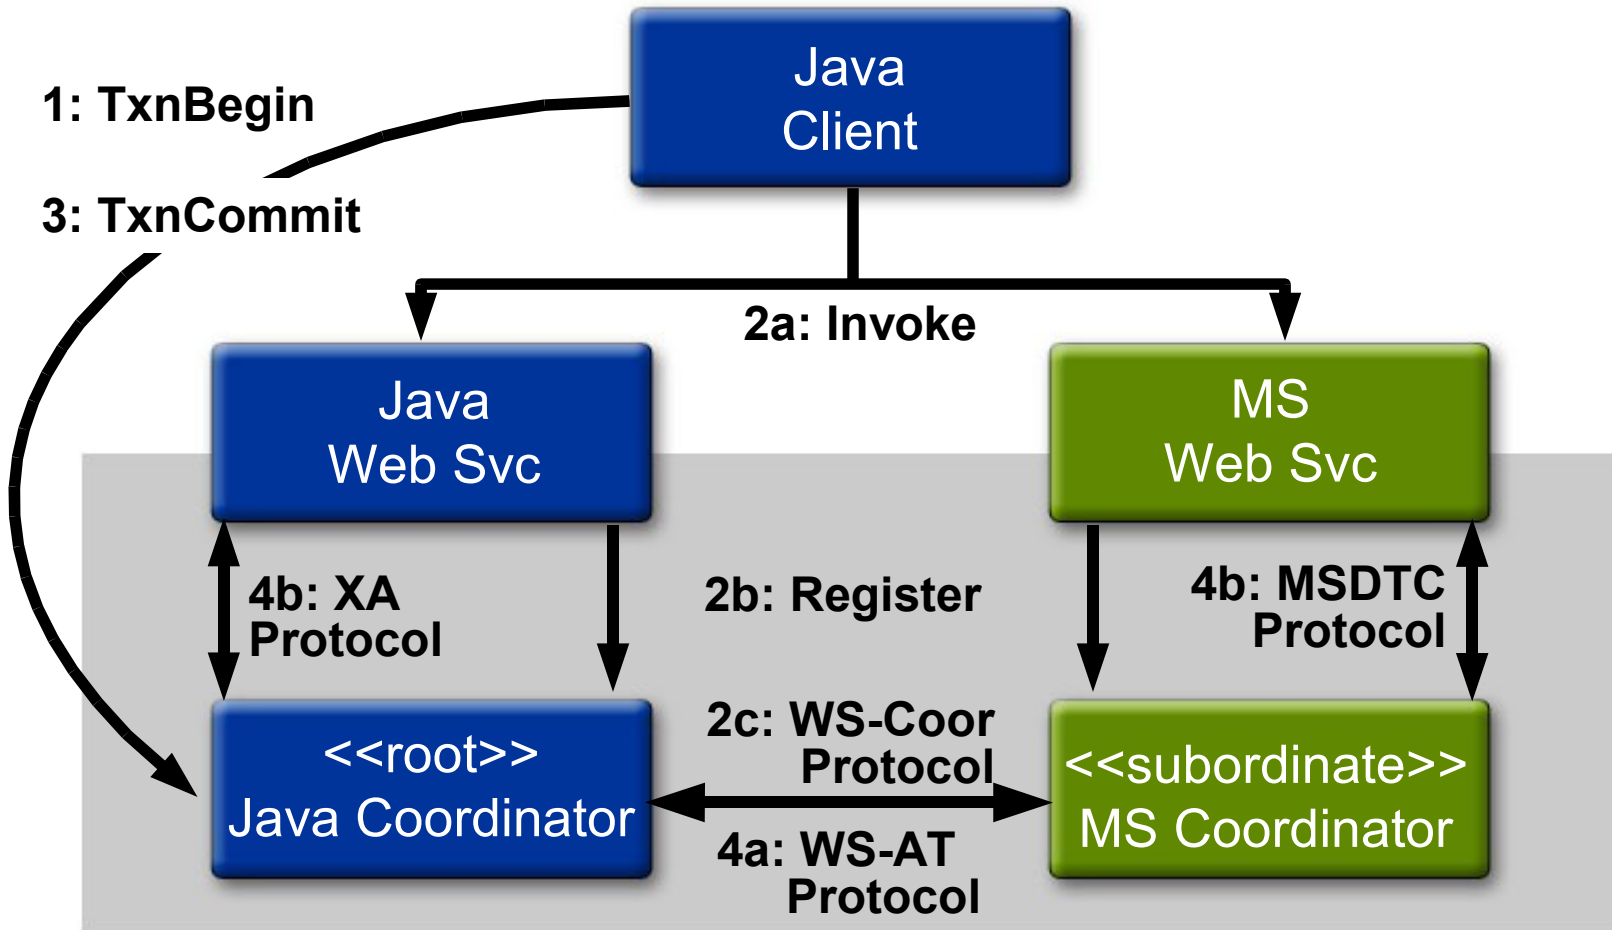 Java
Client
1: TxnBegin
3: TxnCommit
2a: Invoke
Java
Web Svc
MS
Web Svc
4b: XA
Protocol
2b: Register
4b: MSDTC
Protocol
2c: WS-Coor
Protocol
<<root>>
Java Coordinator
<<subordinate>>
MS Coordinator
4a: WS-AT
Protocol